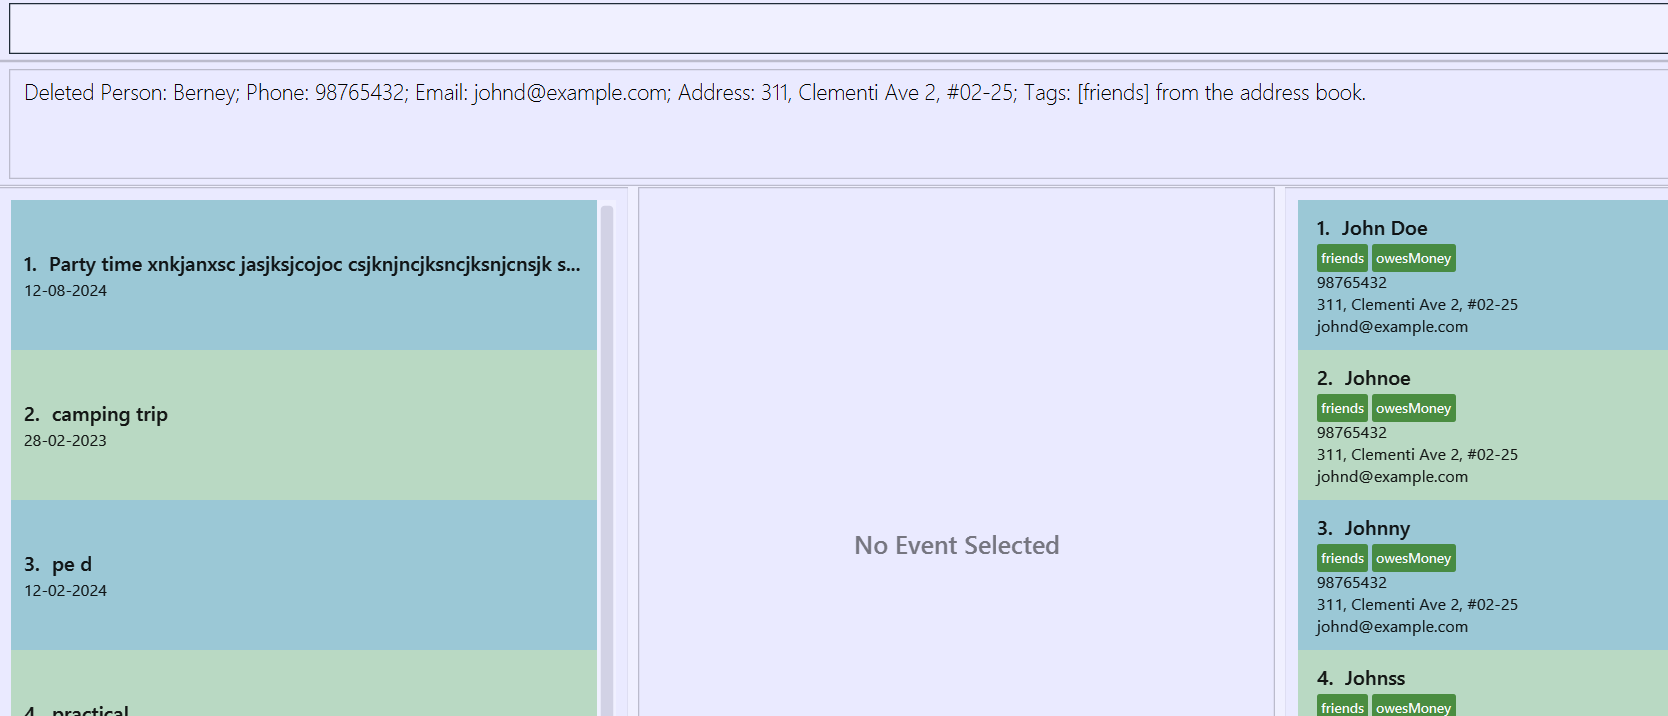 Deleted Person: Berney; Phone: 98765432; Email: johnd@example.com; Address: 311, Clementi Ave 2, #02-25; Tags: [friends] from the address book.
1. Party time xnkjanxsc jasjksjcojoc csjknjncjksncjksnjcnsjk s...
12-08-2024
2. camping trip
28-02-2023
3. pe d
12-02-2024
4. practical
No Event Selected
1. John Doe
friends owesMoney
98765432
311, Clementi Ave 2, #02-25
johnd@example.com
2. Johnoe
friends owesMoney
98765432
311, Clementi Ave 2, #02-25
johnd@example.com
3. Johnny
friends owesMoney
98765432
311, Clementi Ave 2, #02-25
johnd@example.com
4. Johnss
friends owesMoney